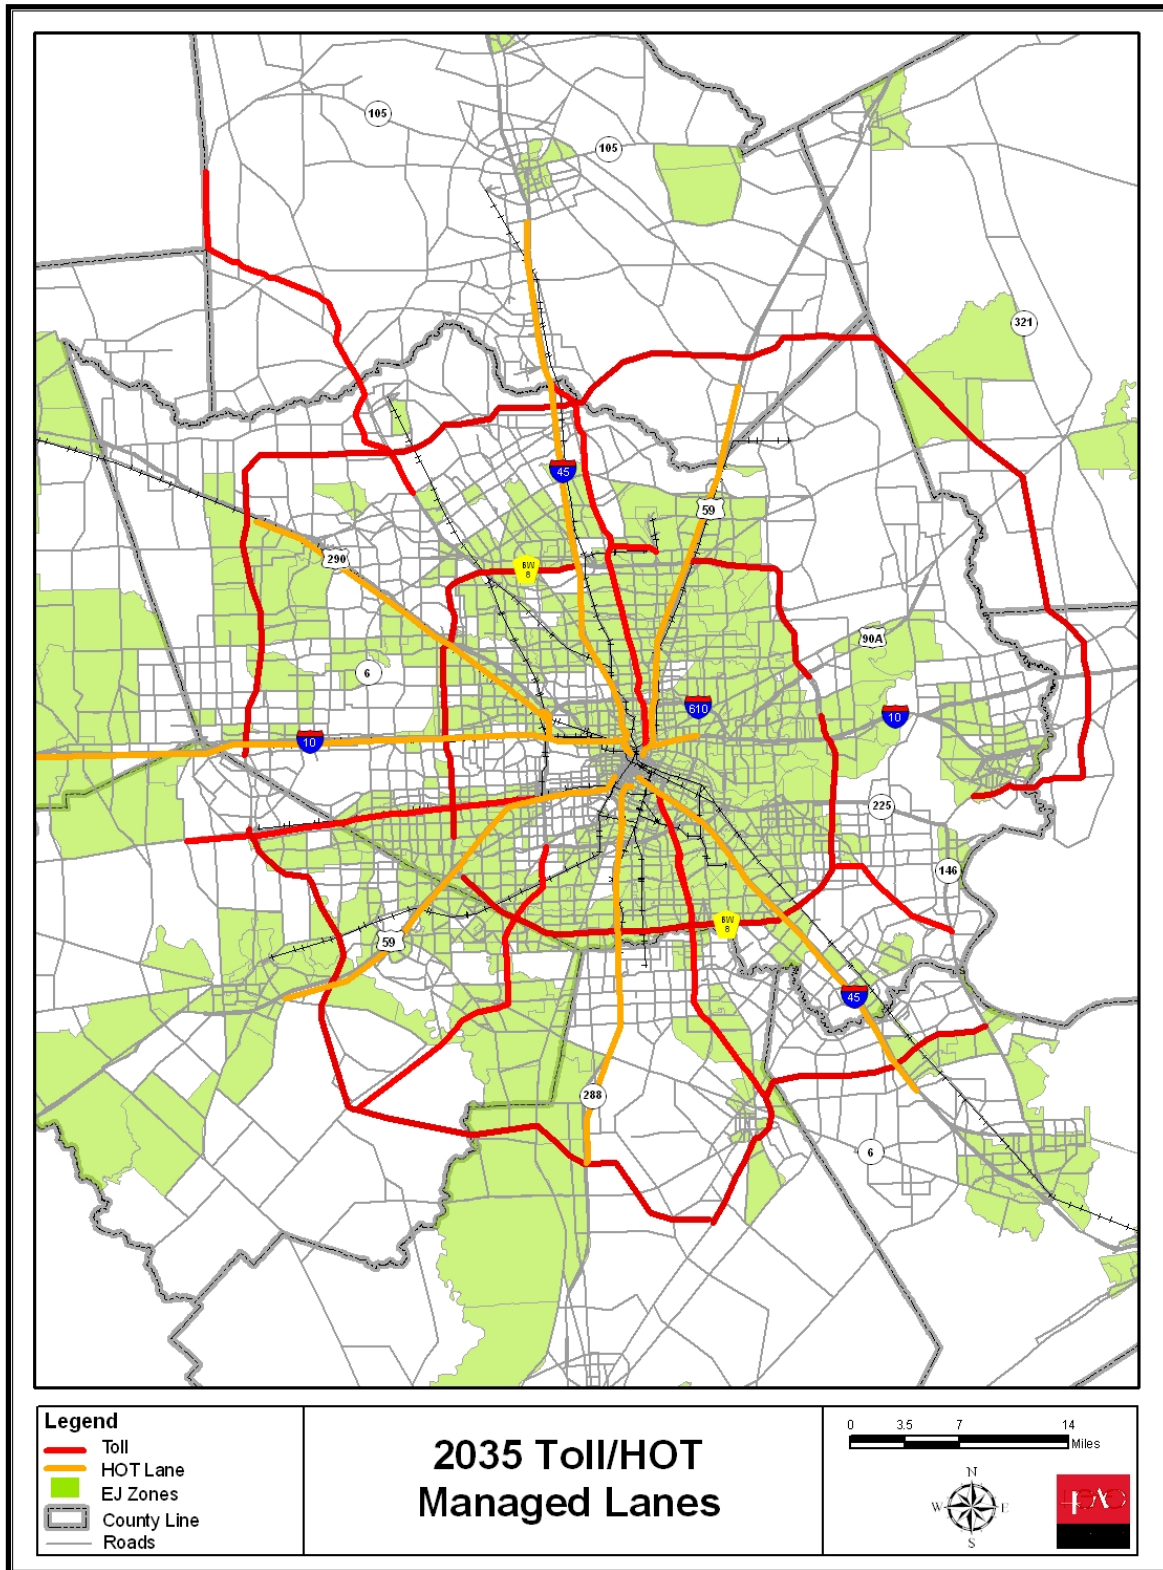 105
105
321
45
59
290
BW
8
90A
6
610
10
10
225
146
BW
8
59
45
288
6
Legend
Toll
HOT Lane
EJ Zones
County Line
Roads
2035 Toll/HOT
Managed Lanes
0 3.5 7 14
Miles
N
W E
S